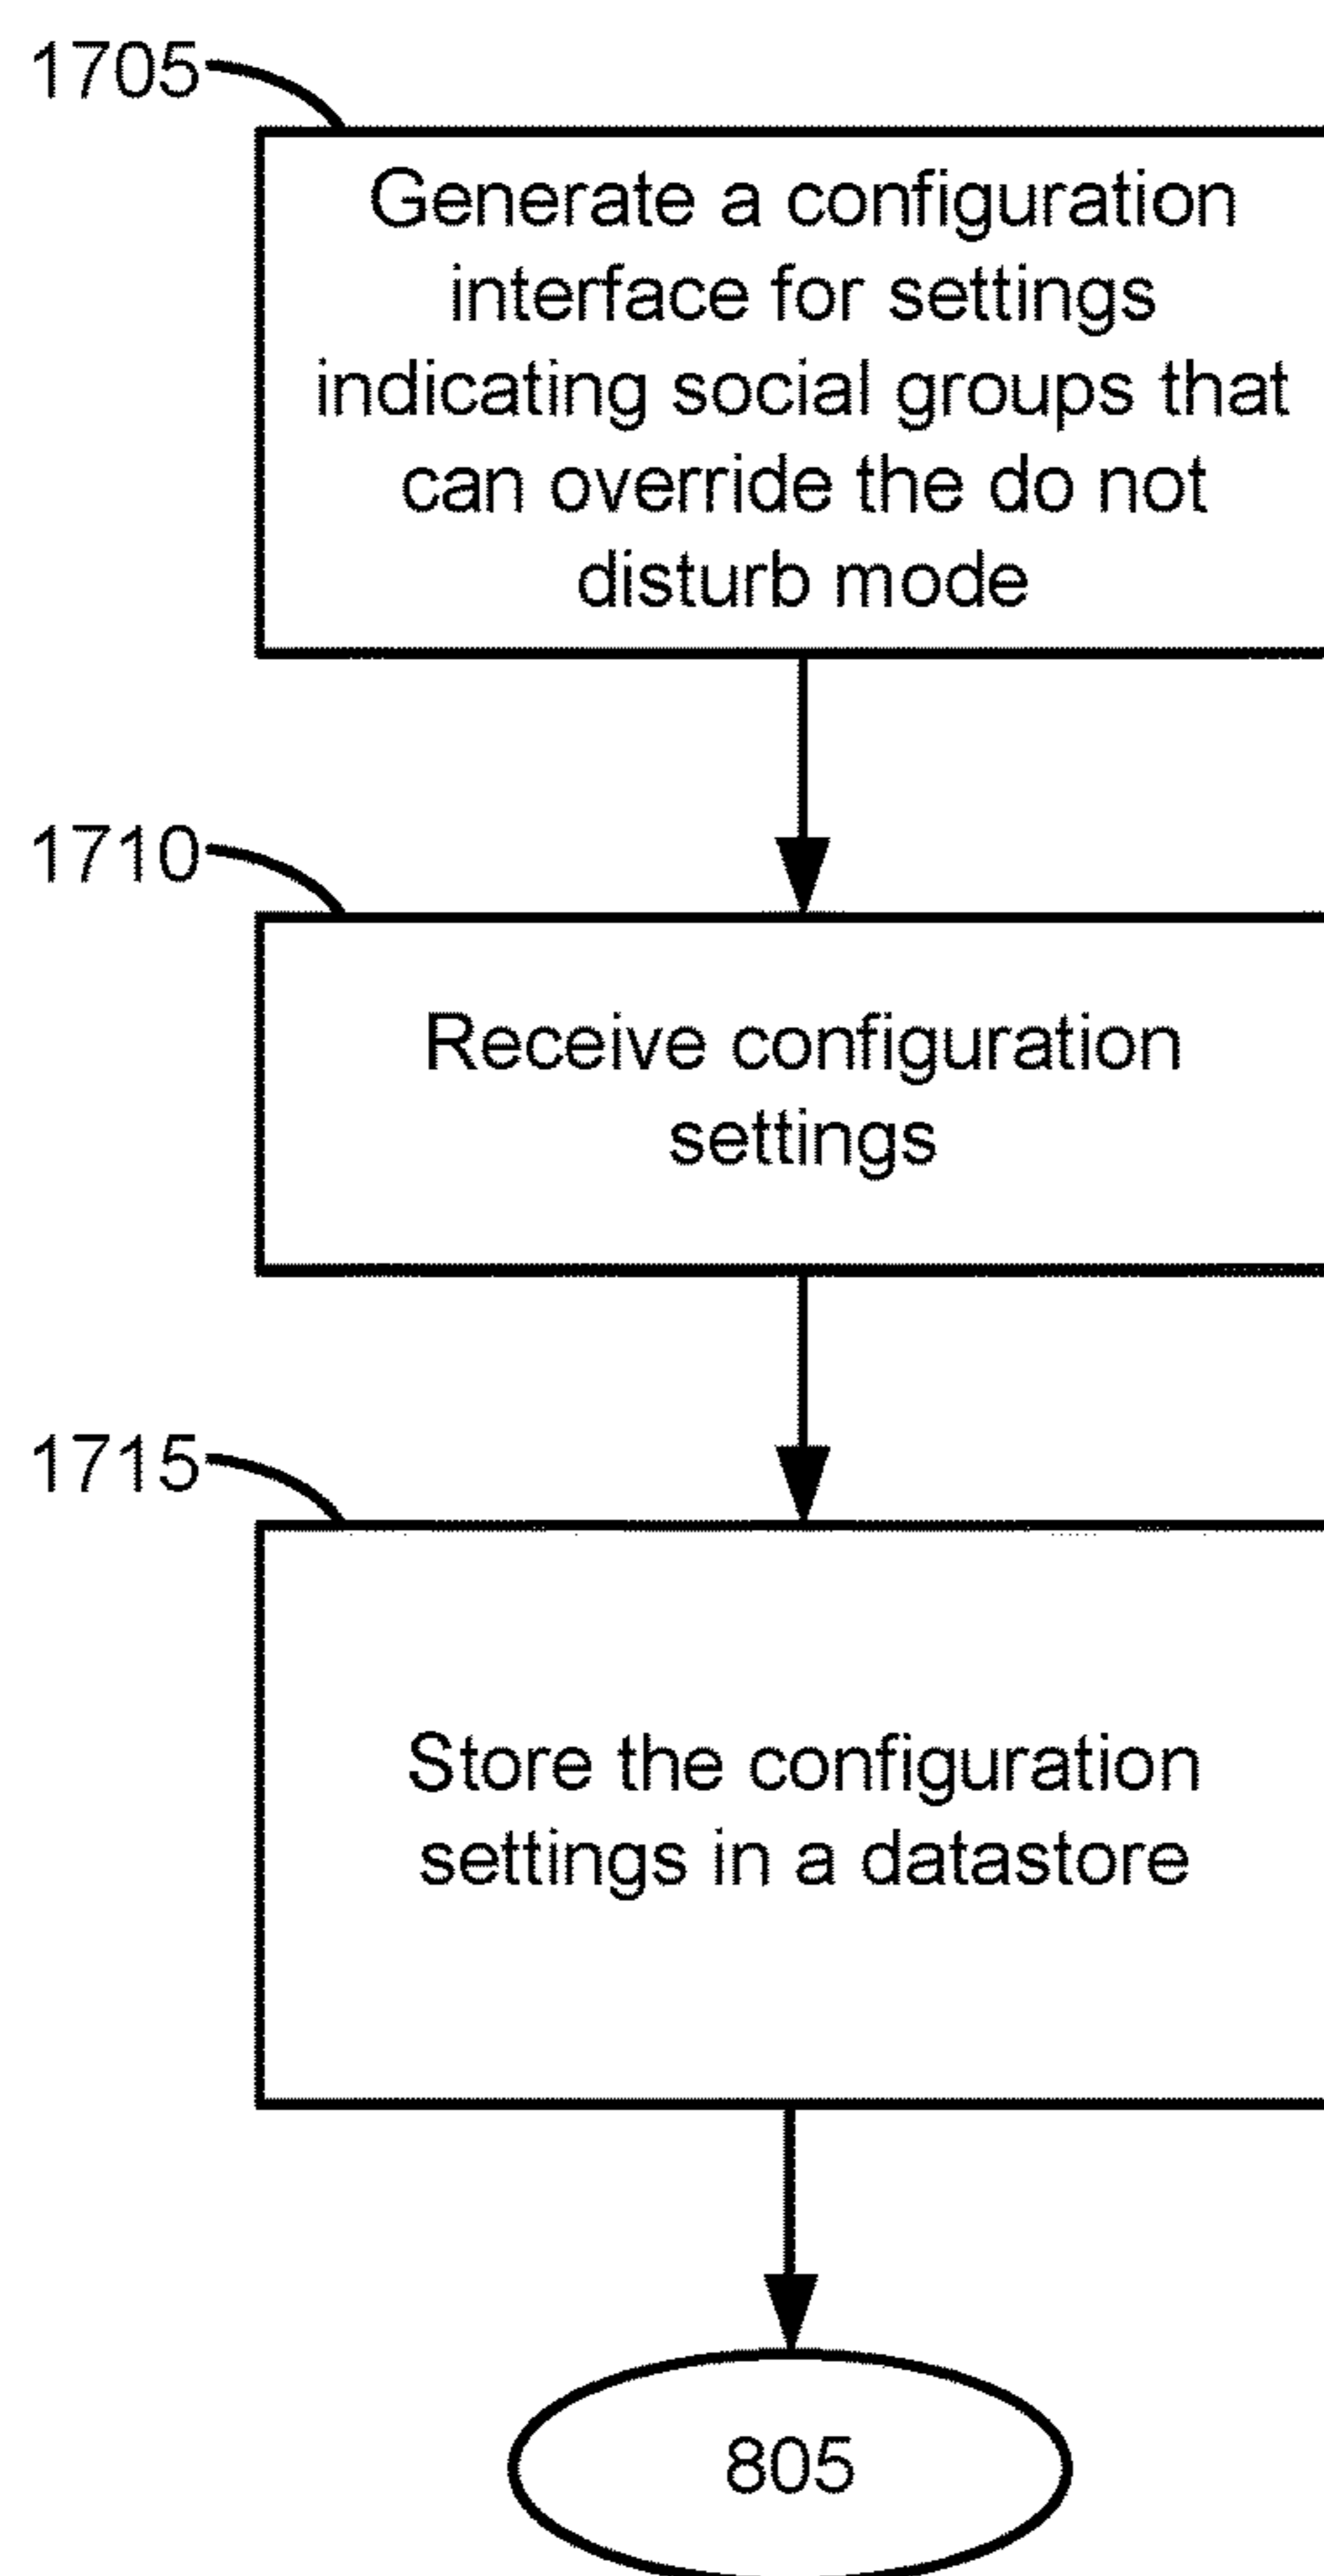 1705
Generate a configuration
interface for settings
indicating social groups that
can override the do not
disturb mode
1710
Receive configuration
settings
1715
Store the configuration
settings in a datastore
805